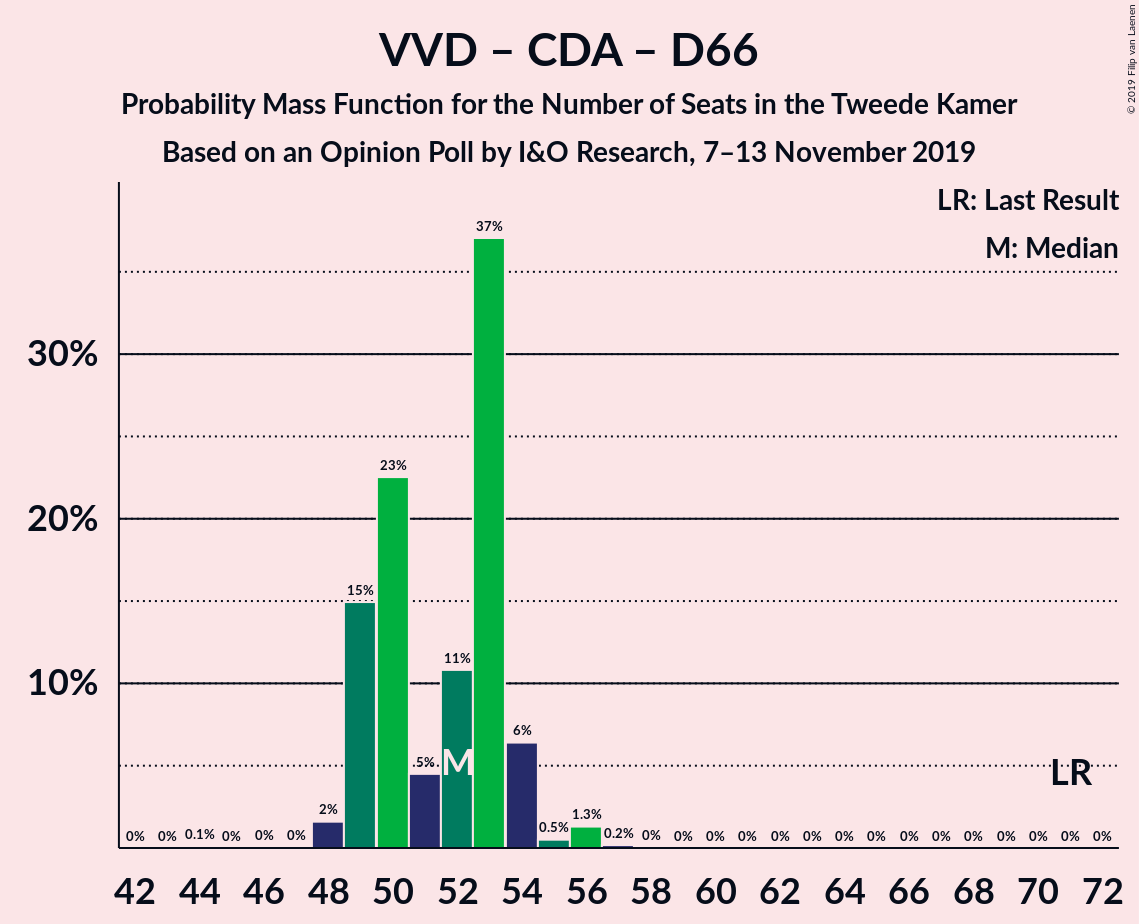 VVD – CDA – D66
Probability Mass Function for the Number of Seats in the Tweede Kamer
Based on an Opinion Poll by I&O Research, 7–13 November 2019
© 2019 Filip van Laenen
LR: Last Result
M: Median
30%
20%
10%
0% 0% 0.1% 0% 0% 0% 2% 15% 23% 5% 11% 37% 6% 0.5% 1.3% 0.2% 0% 0% 0% 0% 0% 0% 0% 0% 0% 0% 0% 0% 0% 0% 0%
M
LR
42 44 46 48 50 52 54 56 58 60 62 64 66 68 70 72